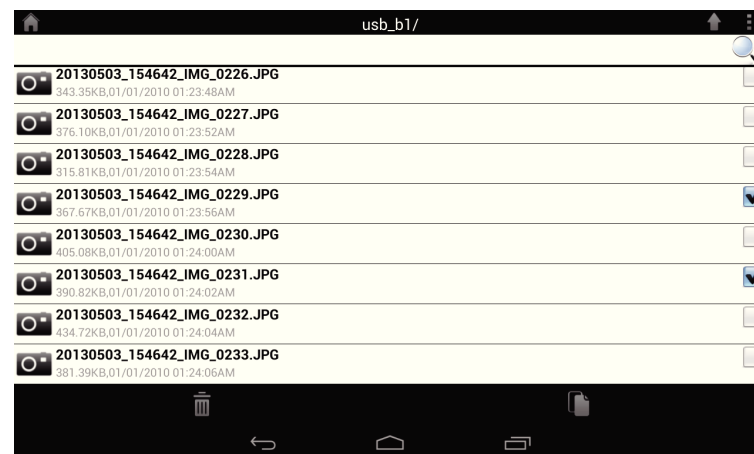 usb_b1/
20130503_154642_IMG_0226.JPG
343.35KB,01/01/2010 01:23:48AM
20130503_154642_IMG_0227.JPG
376.10KB,01/01/2010 01:23:52AM
20130503_154642_IMG_0228.JPG
315.81KB,01/01/2010 01:23:54AM
20130503_154642_IMG_0229.JPG
367.67KB,01/01/2010 01:23:56AM
20130503_154642_IMG_0230.JPG
405.08KB,01/01/2010 01:24:00AM
20130503_154642_IMG_0231.JPG
390.82KB,01/01/2010 01:24:02AM
20130503_154642_IMG_0232.JPG
434.72KB,01/01/2010 01:24:04AM
20130503_154642_IMG_0233.JPG
381.39KB,01/01/2010 01:24:06AM